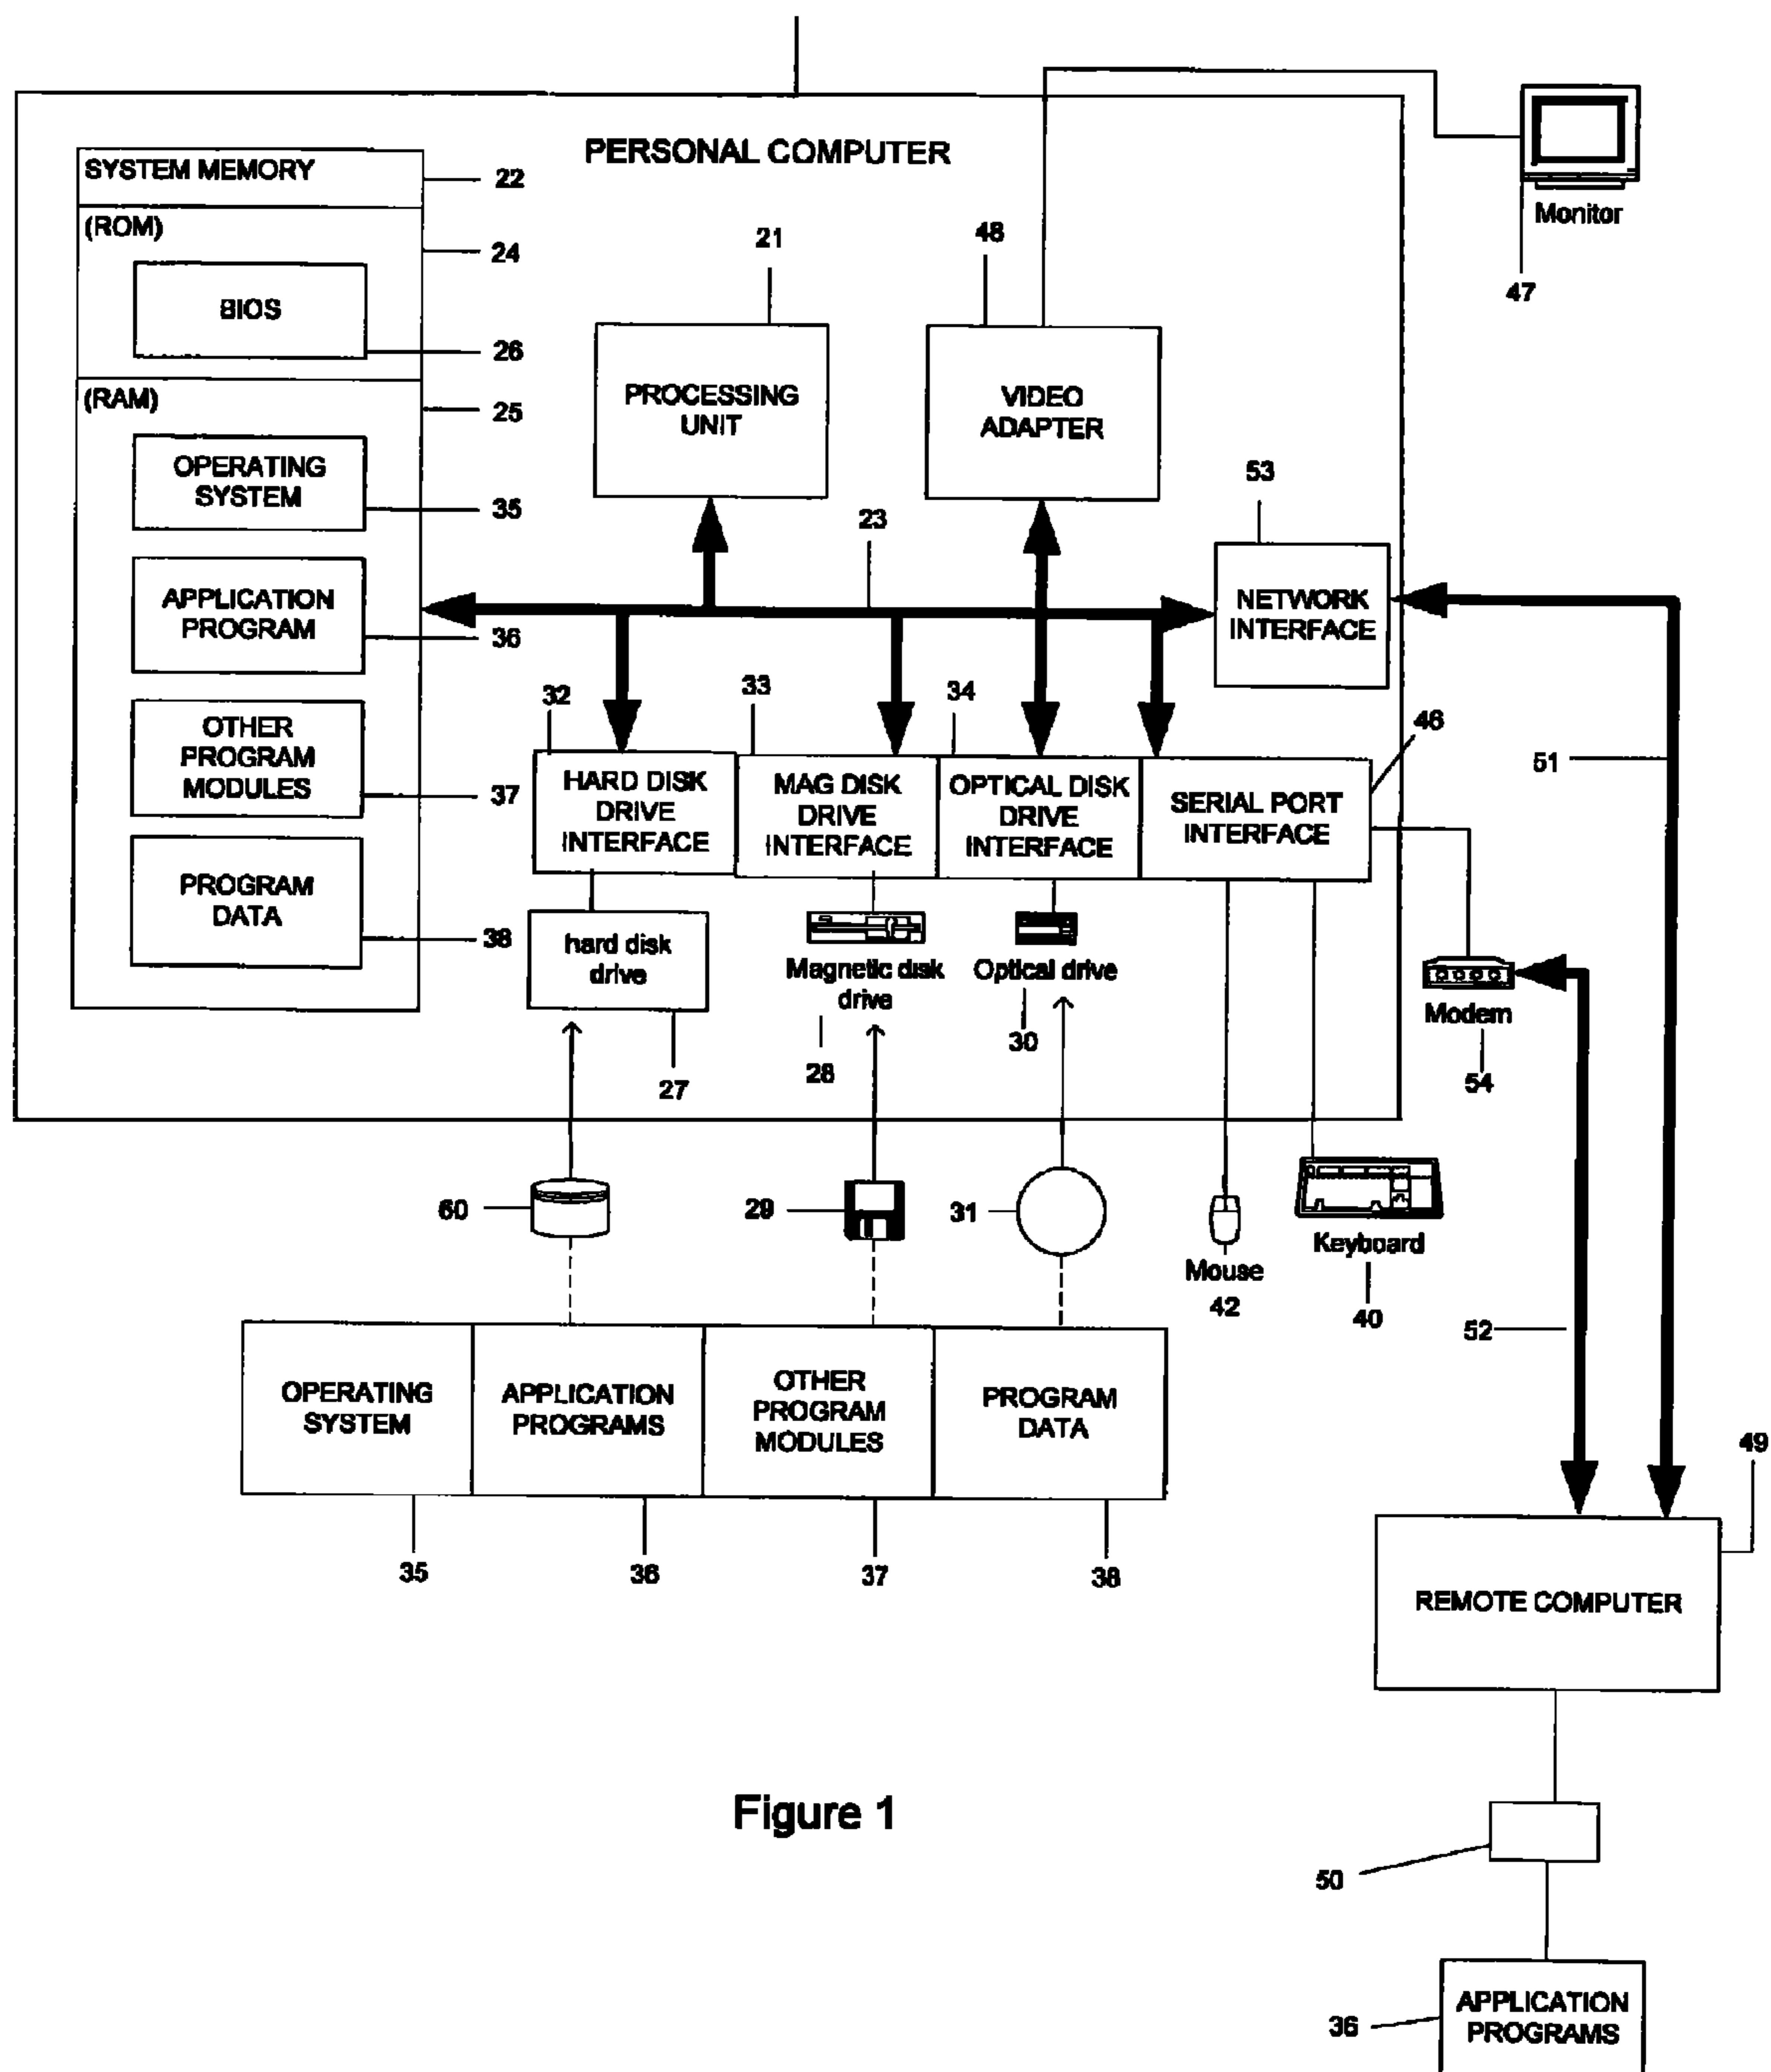 PERSONAL COMPUTER
SYSTEM MEMORY
22
(ROM)
24
BIOS
26
(RAM)
25
OPERATING
SYSTEM
35
APPLICATION
PROGRAM
36
OTHER
PROGRAM
MODULES
37
PROGRAM
DATA
38
21
PROCESSING
UNIT
48
VIDEO
ADAPTER
Monitor
47
23
53
NETWORK
INTERFACE
32
HARD DISK
DRIVE
INTERFACE
33
MAG DISK
DRIVE
INTERFACE
34
OPTICAL DISK
DRIVE
INTERFACE
46
SERIAL PORT
INTERFACE
51
hard disk
drive
27
Magnetic disk
drive
28
Optical drive
30
Modem
54
60
29
31
Mouse
42
Keyboard
40
52
OPERATING
SYSTEM
APPLICATION
PROGRAMS
OTHER
PROGRAM
MODULES
PROGRAM
DATA
35
36
37
38
49
REMOTE COMPUTER
Figure 1
50
36
APPLICATION
PROGRAMS